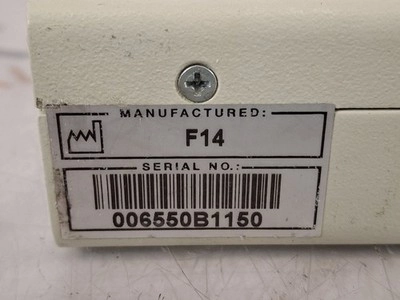 MANUFACTURED:
F14
SERIAL NO.:
006550B1150